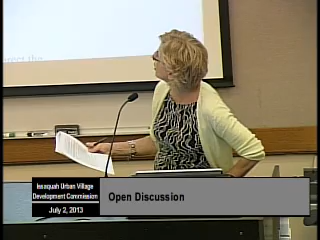 Issaquah Urban Village
Development Commission
July 2, 2013
Open Discussion